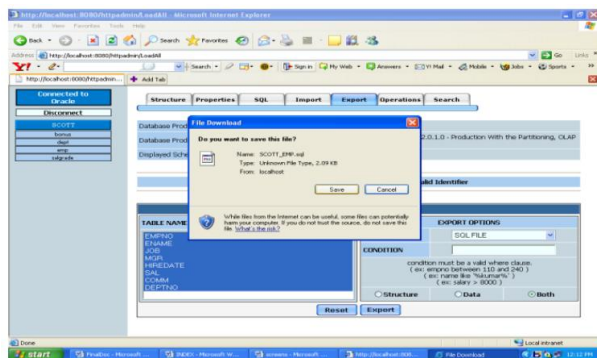 http://localhost:8080/httpadmin/LoadAll - Microsoft Internet Explorer
File Edit View Favorites Tools Help
Back Search Favorites
Address http://localhost:8080/httpadmin/LoadAll Go Links
Y! Search Sign in My Web Answers Y! Mail Mobile Jobs Sports
http://localhost:8080/httpadmin... Add Tab
Connected to
Oracle
Disconnect
SCOTT
bonus
dept
emp
salgrade
Structure Properties SQL Import Export Operations Search
Database Prod
Database Prod 2.0.1.0 - Production With the Partitioning, OLAP
Displayed Sche
File Download
Do you want to save this file?
Name: SCOTT_EMP.sql
Type: Unknown File Type, 2.09 KB
From: localhost
Save Cancel
While files from the Internet can be useful, some files can potentially
harm your computer. If you do not trust the source, do not save this
file. What's the risk?
alid Identifier
TABLE NAME
EMPNO
ENAME
JOB
MGR
HIREDATE
SAL
COMM
DEPTNO
EXPORT OPTIONS
SQL FILE
CONDITION
condition must be a valid where clause.
( ex: empno between 110 and 240 )
( ex: name like '%kumar%' )
( ex: salary > 8000 )
Structure Data Both
Reset Export
Done Local intranet
start FinalDoc - Microsoft ... INDEX - Microsoft W... screens - Microsoft ... http://localhost:808... File Download 12:12 PM